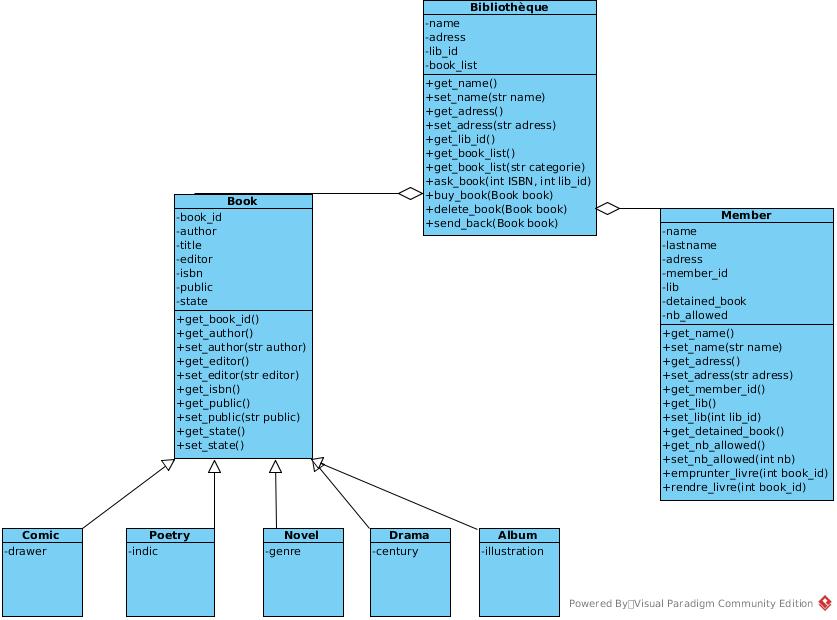 Bibliothèque
-name
-adress
-lib_id
-book_list
+get_name()
+set_name(str name)
+get_adress()
+set_adress(str adress)
+get_lib_id()
+get_book_list()
+get_book_list(str categorie)
+ask_book(int ISBN, int lib_id)
+buy_book(Book book)
+delete_book(Book book)
+send_back(Book book)
Book
-book_id
-author
-title
-editor
-isbn
-public
-state
+get_book_id()
+get_author()
+set_author(str author)
+get_editor()
+set_editor(str editor)
+get_isbn()
+get_public()
+set_public(str public)
+get_state()
+set_state()
Member
-name
-lastname
-adress
-member_id
-lib
-detained_book
-nb_allowed
+get_name()
+set_name(str name)
+get_adress()
+set_adress(str adress)
+get_member_id()
+get_lib()
+set_lib(int lib_id)
+get_detained_book()
+get_nb_allowed()
+set_nb_allowed(int nb)
+emprunter_livre(int book_id)
+rendre_livre(int book_id)
Comic
-drawer
Poetry
-indic
Novel
-genre
Drama
-century
Album
-illustration
Powered By Visual Paradigm Community Edition